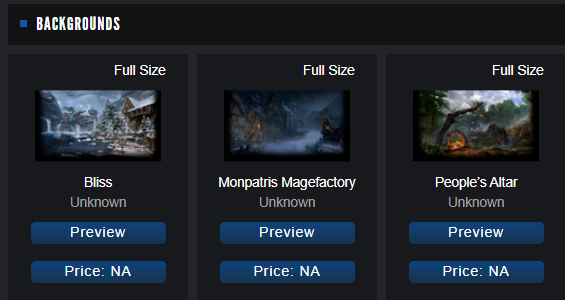 BACKGROUNDS
Full Size
Full Size
Full Size
Bliss
Monpatris Magefactory
People's Altar
Unknown
Unknown
Unknown
Preview
Preview
Preview
Price: NA
Price: NA
Price: NA